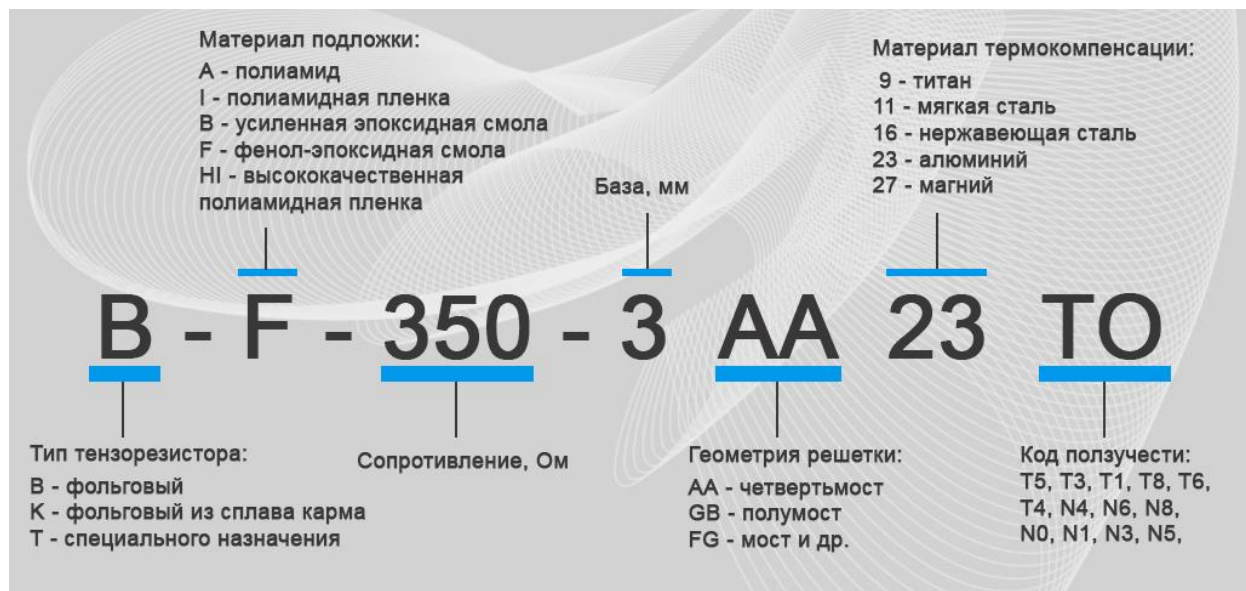 Материал подложки:
A - полиамид
I - полиамидная пленка
B - усиленная эпоксидная смола
F - фенол-эпоксидная смола
HI - высококачественная
полиамидная пленка
База, мм
Материал термокомпенсации:
9 - титан
11 - мягкая сталь
16 - нержавеющая сталь
23 - алюминий
27 - магний
B - F - 350 - 3 AA 23 TO
Тип тензорезистора:
B - фольговый
K - фольговый из сплава карма
T - специального назначения
Сопротивление, Ом
Геометрия решетки:
AA - четвертьмост
GB - полумост
FG - мост и др.
Код ползучести:
T5, T3, T1, T8, T6,
T4, N4, N6, N8,
N0, N1, N3, N5,